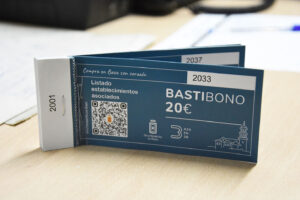 2037
Compra en Baza con corazón
2033
Listado
establecimientos
asociados
BASTIBONO
20€
2001